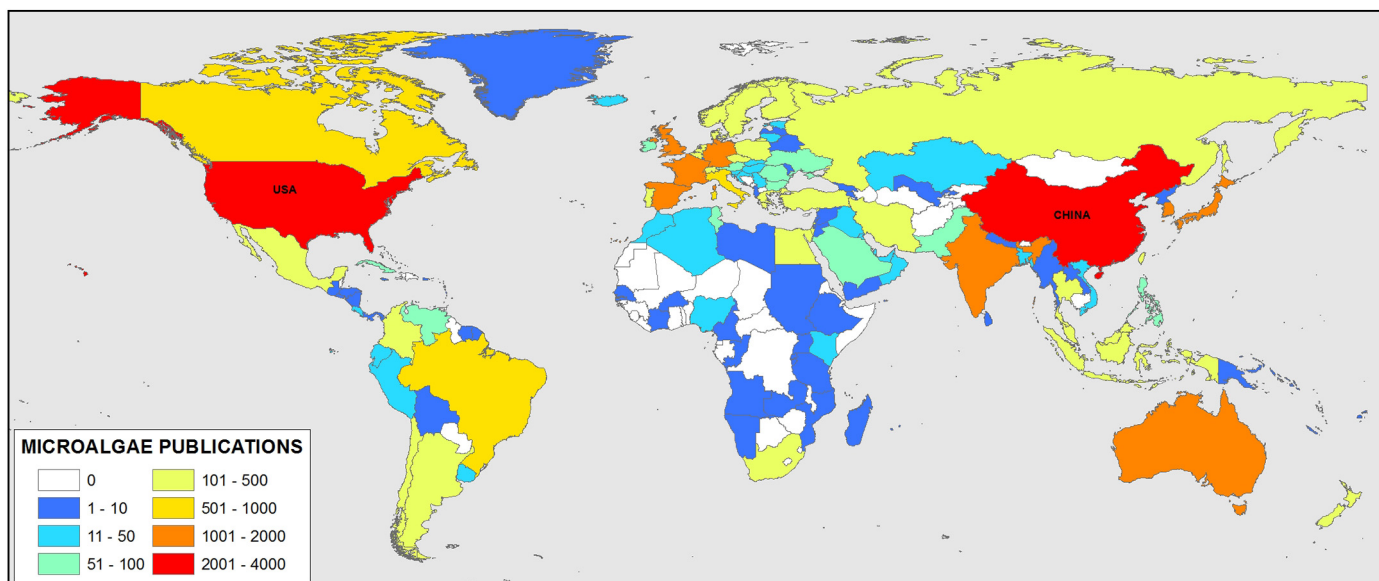 USA
CHINA
MICROALGAE PUBLICATIONS
0 101 - 500
1 - 10 501 - 1000
11 - 50 1001 - 2000
51 - 100 2001 - 4000